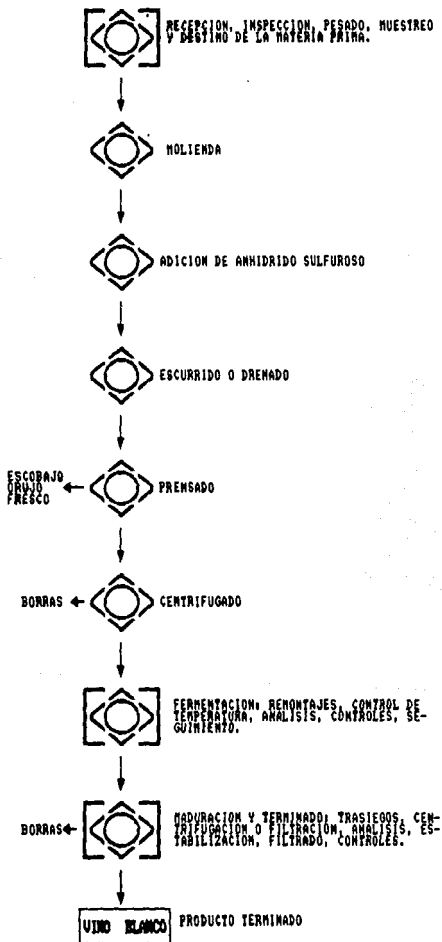 RECEPCION, INSPECCION, PESADO, MUESTREO
Y DESTINO DE LA MATERIA PRIMA.
MOLIENDA
ADICION DE ANHIDRIDO SULFUROSO
ESCURRIDO O DRENADO
ESCOBAJO
ORUJO
FRESCO
PRENSADO
BORRAS
CENTRIFUGADO
FERMENTACION: REMONTAJES, CONTROL DE
TEMPERATURA, ANALISIS, CONTROLES, SE-
GUIMIENTO.
BORRAS
MADURACION Y TERMINADO: TRASIEGOS, CEN-
TRIFUGACION O FILTRACION, ANALISIS, ES-
TABILIZACION, FILTRADO, CONTROLES.
VINO BLANCO
PRODUCTO TERMINADO